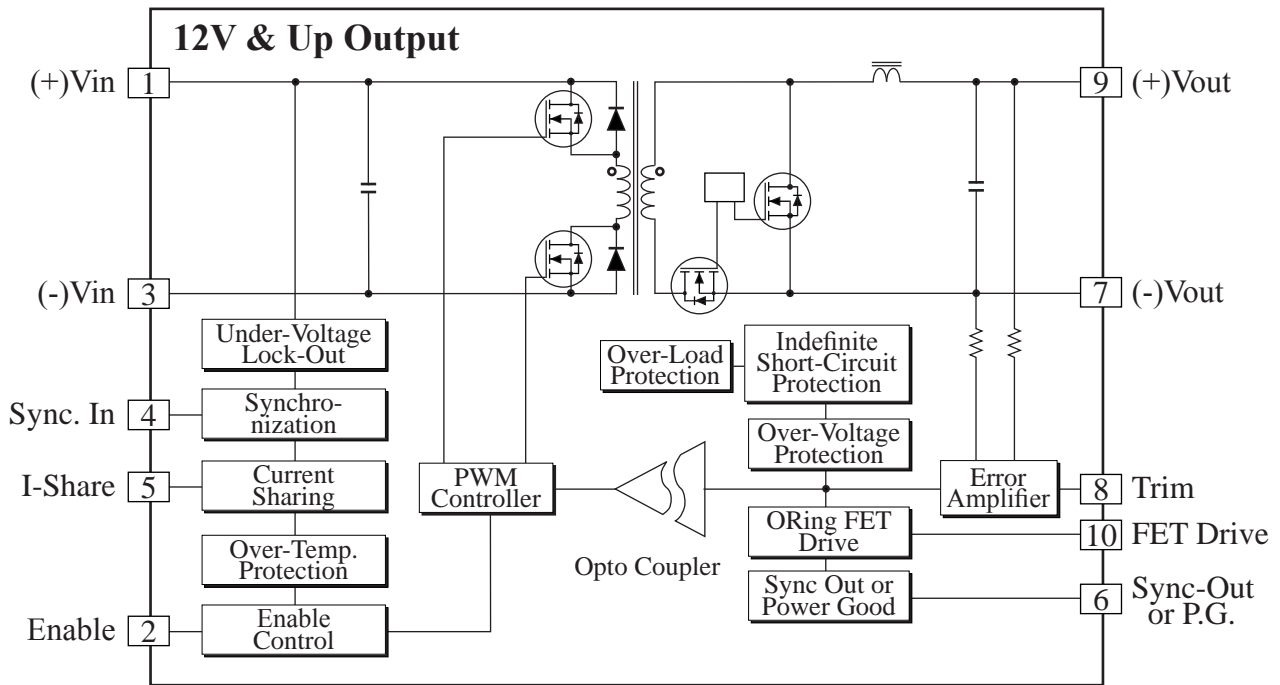 12V & Up Output
(+)Vin
1
9
(+)Vout
(-)Vin
3
7
(-)Vout
Under-Voltage
Lock-Out
Over-Load
Protection
Indefinite
Short-Circuit
Protection
Sync. In
4
Synchro-
nization
Over-Voltage
Protection
I-Share
5
Current
Sharing
PWM
Controller
Error
Amplifier
8
Trim
Over-Temp.
Protection
Opto Coupler
ORing FET
Drive
10
FET Drive
Enable
2
Enable
Control
Sync Out or
Power Good
6
Sync-Out
or P.G.